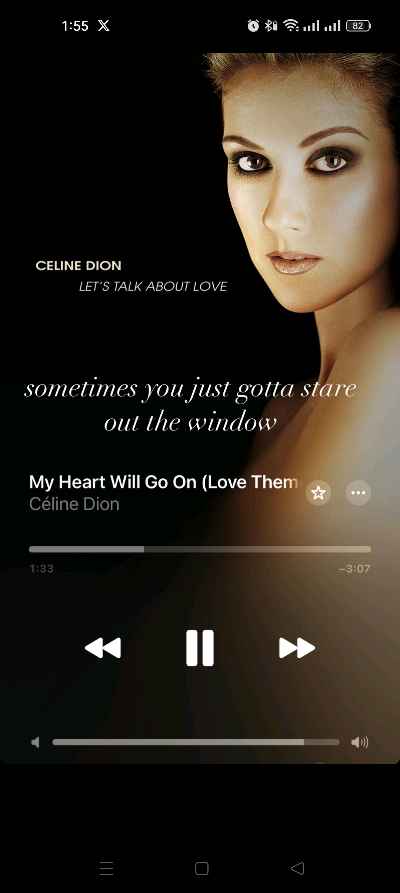 1:55
82
CELINE DION
LET'S TALK ABOUT LOVE
sometimes you just gotta stare
out the window
My Heart Will Go On (Love Them
Céline Dion
1:33
−3:07